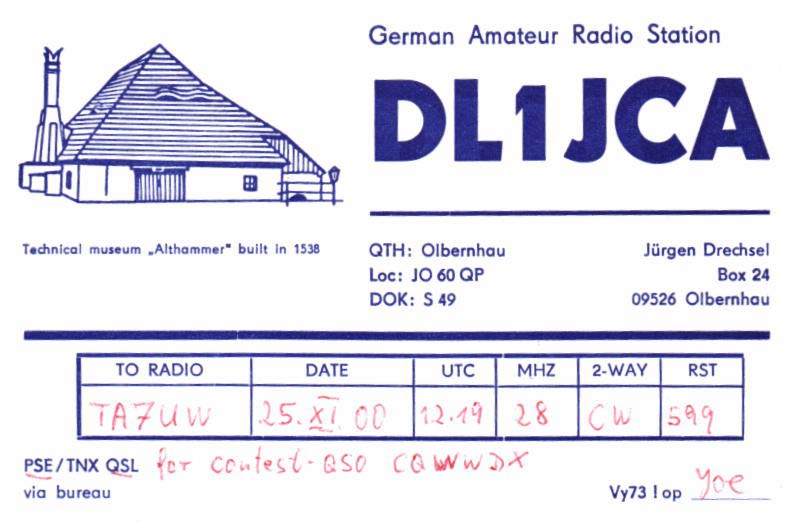 German Amateur Radio Station
DL1JCA
Technical museum „Althammer“ built in 1538
QTH: Olbernhau
Loc: JO 60 QP
DOK: S 49
Jürgen Drechsel
Box 24
09526 Olbernhau
TO RADIO DATE UTC MHZ 2-WAY RST
TA7UW 25. XI. 00 12.19 28 CW 599
PSE/TNX QSL for contest-QSO CQWWDX
via bureau
Vy73 ! op Joe